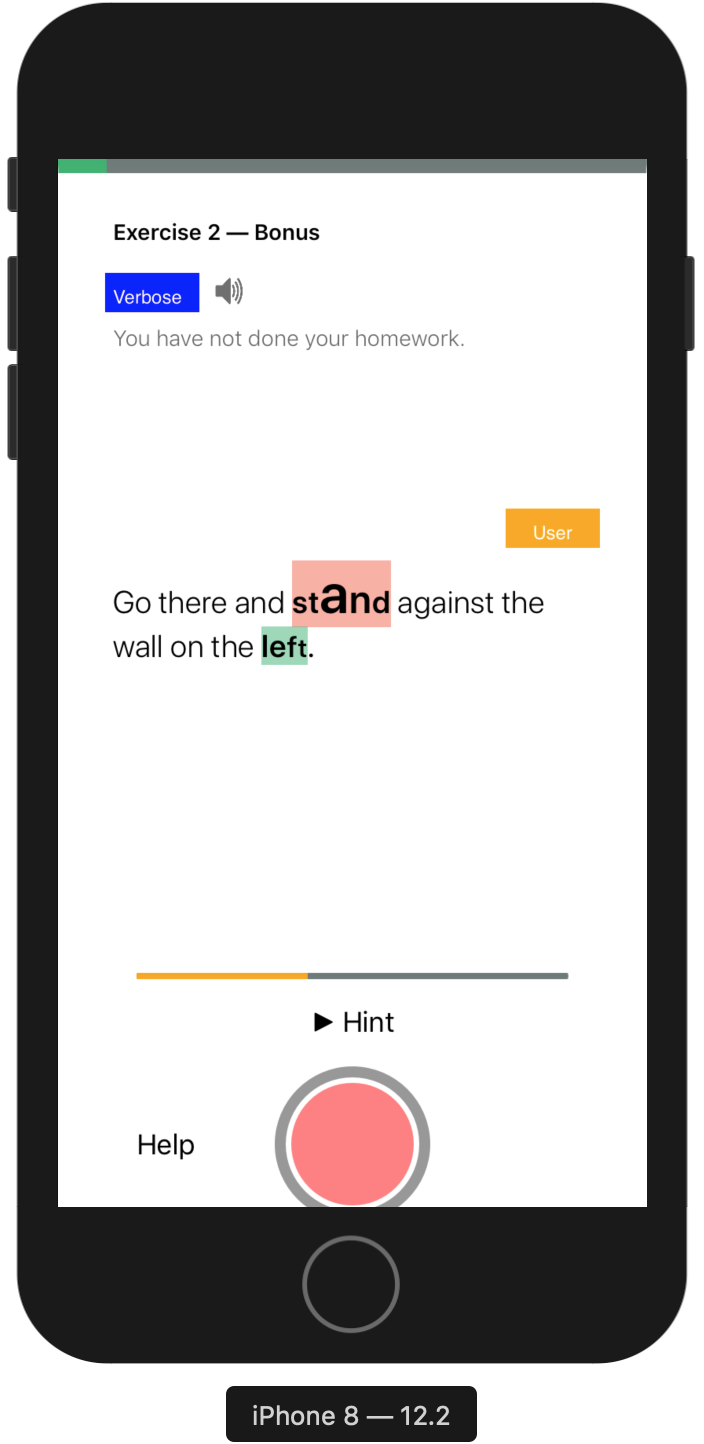 Exercise 2 — Bonus
Verbose
You have not done your homework.
User
Go there and stand against the
wall on the left.
Hint
Help
iPhone 8 — 12.2